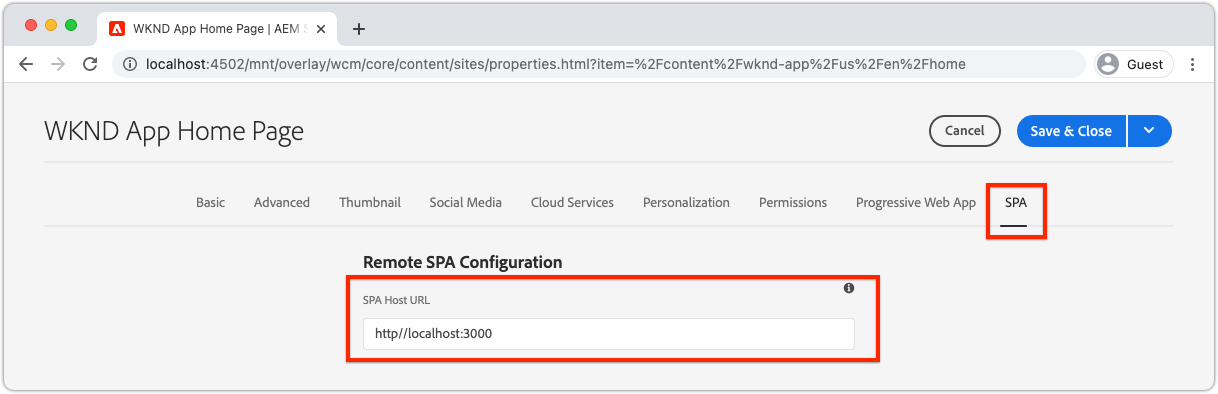 WKND App Home Page | AEM S
localhost:4502/mnt/overlay/wcm/core/content/sites/properties.html?item=%2Fcontent%2Fwknd-app%2Fus%2Fen%2Fhome
Guest
WKND App Home Page
Cancel
Save & Close
Basic Advanced Thumbnail Social Media Cloud Services Personalization Permissions Progressive Web App SPA
Remote SPA Configuration
SPA Host URL
http//localhost:3000